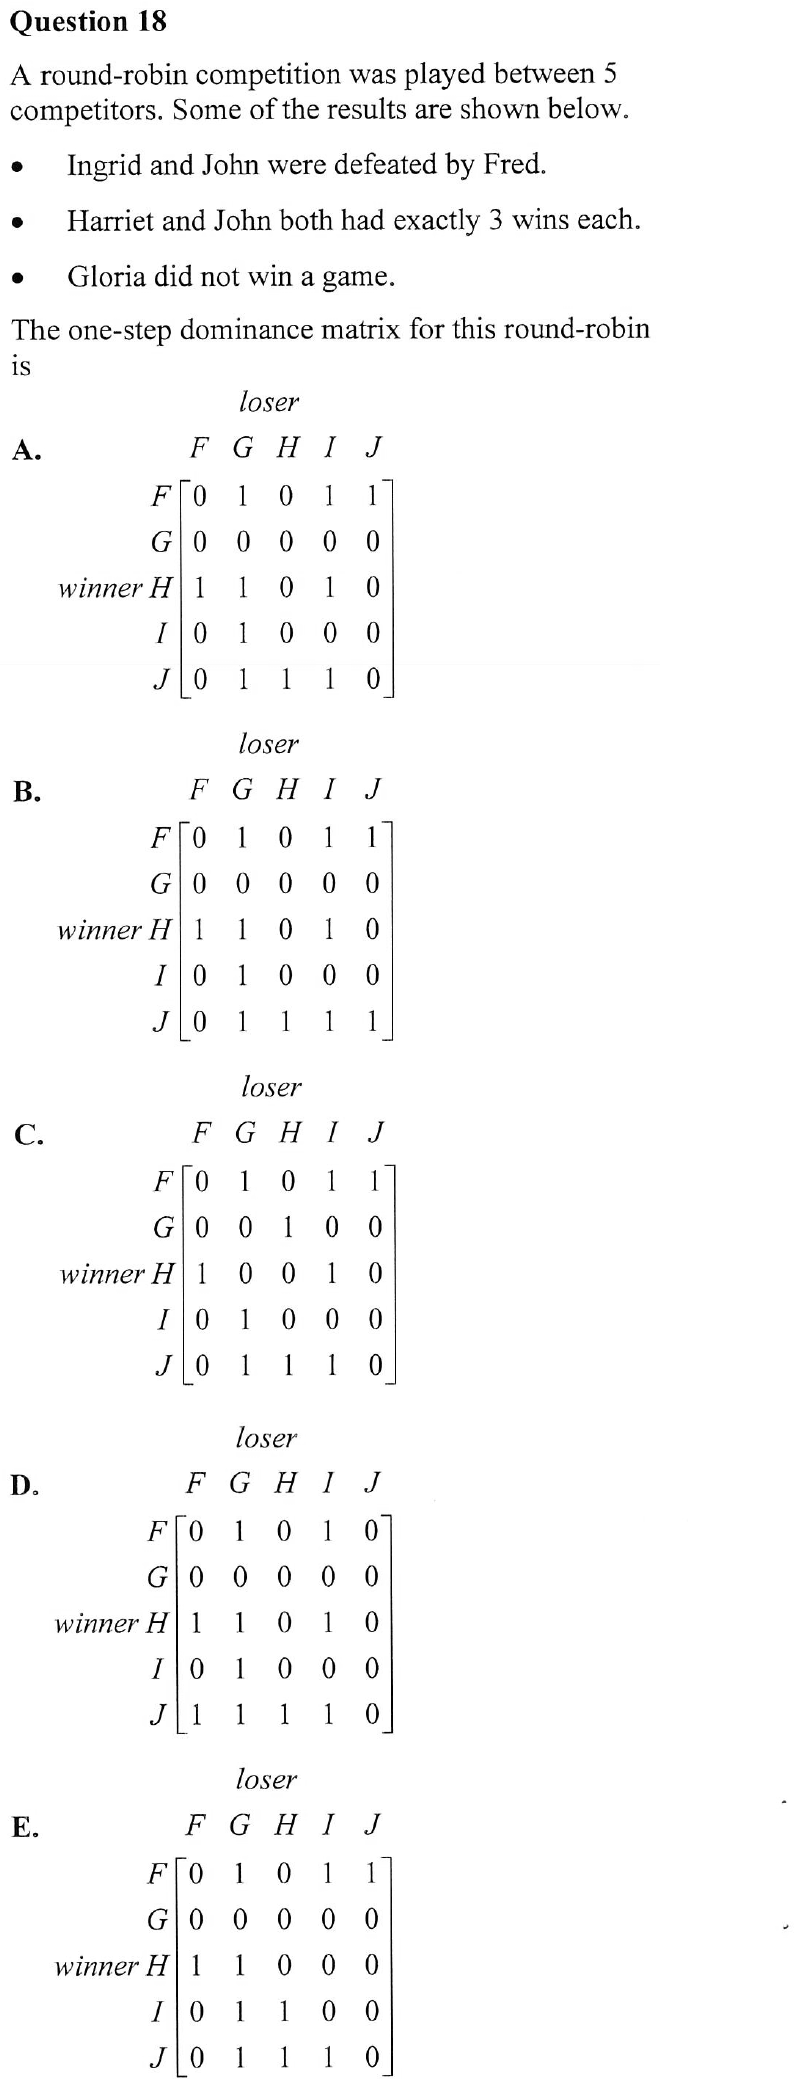 Question 18
A round-robin competition was played between 5
competitors. Some of the results are shown below.
• Ingrid and John were defeated by Fred.
• Harriet and John both had exactly 3 wins each.
• Gloria did not win a game.
The one-step dominance matrix for this round-robin
is
loser
A. F G H I J
F 0 1 0 1 1
G 0 0 0 0 0
winner H 1 1 0 1 0
I 0 1 0 0 0
J 0 1 1 1 0
loser
B. F G H I J
F 0 1 0 1 1
G 0 0 0 0 0
winner H 1 1 0 1 0
I 0 1 0 0 0
J 0 1 1 1 1
loser
C. F G H I J
F 0 1 0 1 1
G 0 0 1 0 0
winner H 1 0 0 1 0
I 0 1 0 0 0
J 0 1 1 1 0
loser
D. F G H I J
F 0 1 0 1 0
G 0 0 0 0 0
winner H 1 1 0 1 0
I 0 1 0 0 0
J 1 1 1 1 0
loser
E. F G H I J
F 0 1 0 1 1
G 0 0 0 0 0
winner H 1 1 0 0 0
I 0 1 1 0 0
J 0 1 1 1 0